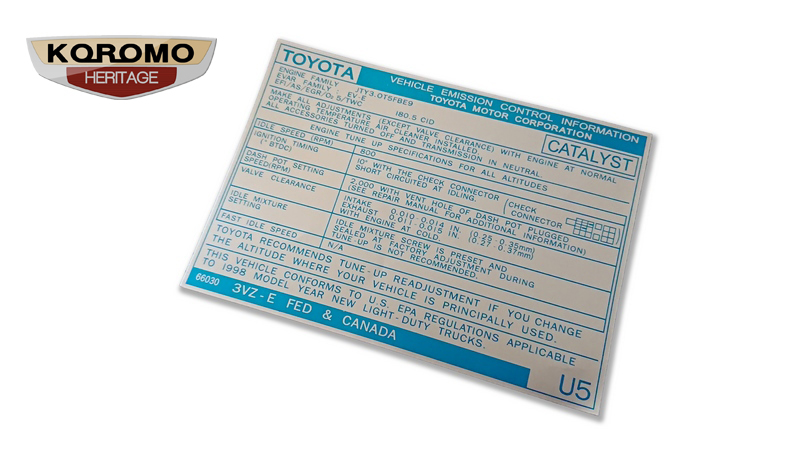 KOROMO
HERITAGE
TOYOTA
VEHICLE EMISSION CONTROL INFORMATION
TOYOTA MOTOR CORPORATION
ENGINE FAMILY JTY3.0T5FBE9
EVAR FAMILY : EV-E
EFI/AS/EGR/O₂ S/TWC 180.5 CID
MAKE ALL ADJUSTMENTS (EXCEPT VALVE CLEARANCE) WITH ENGINE AT NORMAL
OPERATING TEMPERATURE AIR CLEANER INSTALLED
ALL ACCESSORIES TURNED OFF AND TRANSMISSION IN NEUTRAL
CATALYST
ENGINE TUNE UP SPECIFICATIONS FOR ALL ALTITUDES
IDLE SPEED (RPM) 800
IGNITION TIMING
(° BTDC)
10° WITH THE CHECK CONNECTOR
SHORT CIRCUITED AT IDLING.
CHECK
CONNECTOR
DASH POT SETTING
SPEED(RPM)
2,000 WITH VENT HOLE OF DASH POT PLUGGED
(SEE REPAIR MANUAL FOR ADDITIONAL INFORMATION)
VALVE CLEARANCE
INTAKE 0.010-0.014 IN. (0.25-0.35mm)
EXHAUST 0.011-0.015 IN. (0.27-0.37mm)
WITH ENGINE AT COLD.
IDLE MIXTURE
SETTING
IDLE MIXTURE SCREW IS PRESET AND
SEALED AT FACTORY ADJUSTMENT DURING
TUNE-UP IS NOT RECOMMENDED.
FAST IDLE SPEED N/A
TOYOTA RECOMMENDS TUNE-UP READJUSTMENT IF YOU CHANGE
THE ALTITUDE WHERE YOUR VEHICLE IS PRINCIPALLY USED.
THIS VEHICLE CONFORMS TO U.S. EPA REGULATIONS APPLICABLE
TO 1998 MODEL YEAR NEW LIGHT-DUTY TRUCKS.
66030 3VZ-E FED & CANADA
U5